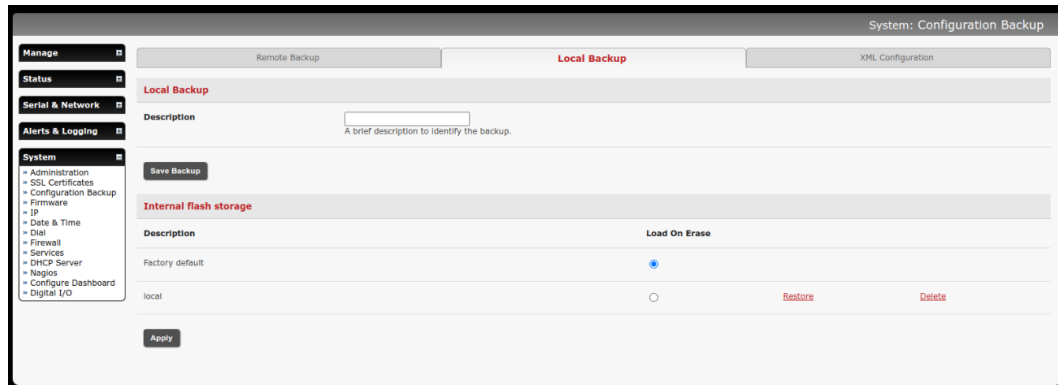 System: Configuration Backup
Manage
Status
Serial & Network
Alerts & Logging
System
» Administration
» SSL Certificates
» Configuration Backup
» Firmware
» IP
» Date & Time
» Dial
» Firewall
» Services
» DHCP Server
» Nagios
» Configure Dashboard
» Digital I/O
Remote Backup Local Backup XML Configuration
Local Backup
Description
A brief description to identify the backup.
Save Backup
Internal flash storage
Description Load On Erase
Factory default
local Restore Delete
Apply